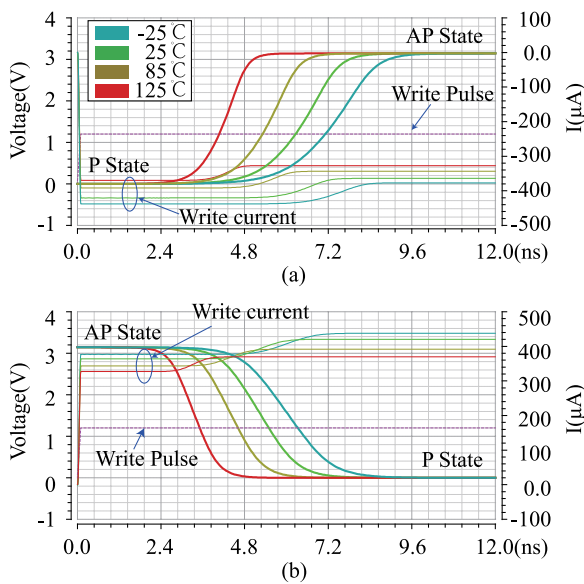 4
3
2
1
0
-1
Voltage(V)
-25℃
25℃
85℃
125℃
AP State
Write Pulse
P State
Write current
100
0.0
-100
-200
-300
-400
-500
I(μA)
0.0 2.4 4.8 7.2 9.6 12.0(ns)
(a)
4
3
2
1
0
-1
Voltage(V)
Write current
AP State
Write Pulse
P State
500
400
300
200
100
0.0
-100
I(μA)
0.0 2.4 4.8 7.2 9.6 12.0(ns)
(b)